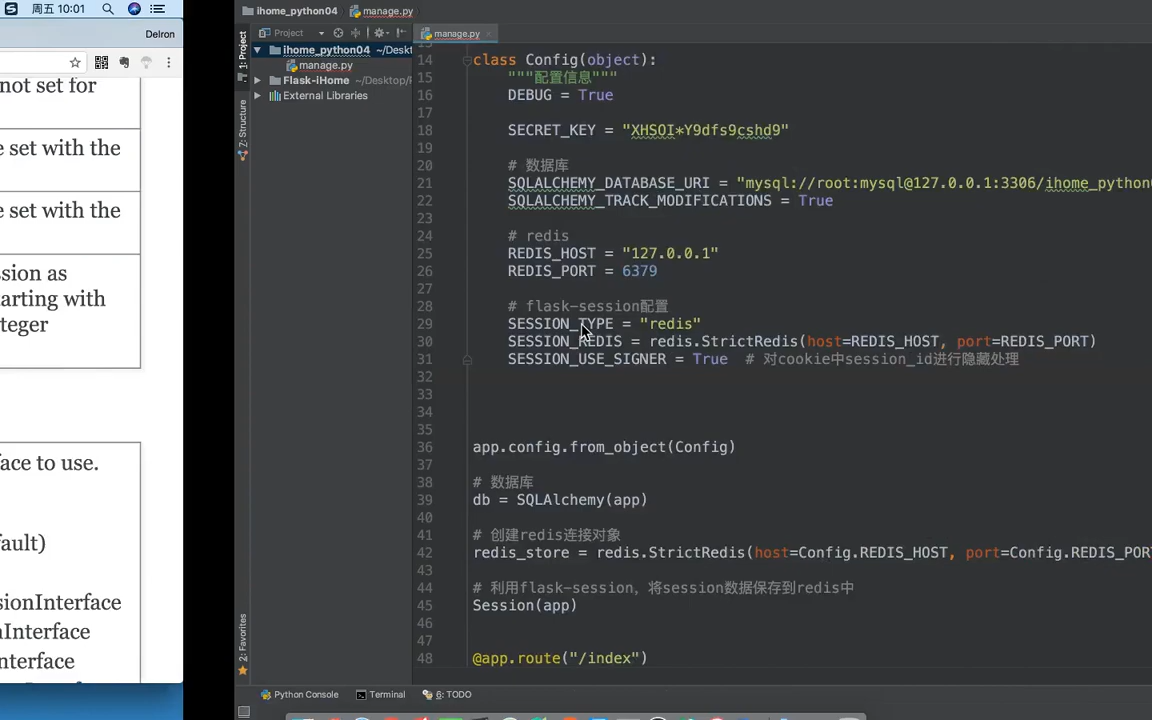 周五 10:01
Delron
not set for
e set with the
e set with the
ssion as
tarting with
teger
ace to use.
ault)
sionInterface
nInterface
nterface
ihome_python04 manage.py
Project
manage.py
1: Project
ihome_python04 ~/Deskt
manage.py
Flask-iHome ~/Desktop/
External Libraries
7: Structure
2: Favorites
14 class Config(object):
15 """配置信息"""
16 DEBUG = True
17
18 SECRET_KEY = "XHSOI*Y9dfs9cshd9"
19
20 # 数据库
21 SQLALCHEMY_DATABASE_URI = "mysql://root:mysql@127.0.0.1:3306/ihome_python
22 SQLALCHEMY_TRACK_MODIFICATIONS = True
23
24 # redis
25 REDIS_HOST = "127.0.0.1"
26 REDIS_PORT = 6379
27
28 # flask-session配置
29 SESSION_TYPE = "redis"
30 SESSION_REDIS = redis.StrictRedis(host=REDIS_HOST, port=REDIS_PORT)
31 SESSION_USE_SIGNER = True # 对cookie中session_id进行隐藏处理
32
33
34
35
36 app.config.from_object(Config)
37
38 # 数据库
39 db = SQLAlchemy(app)
40
41 # 创建redis连接对象
42 redis_store = redis.StrictRedis(host=Config.REDIS_HOST, port=Config.REDIS_POR
43
44 # 利用flask-session，将session数据保存到redis中
45 Session(app)
46
47
48 @app.route("/index")
Python Console Terminal 6: TODO